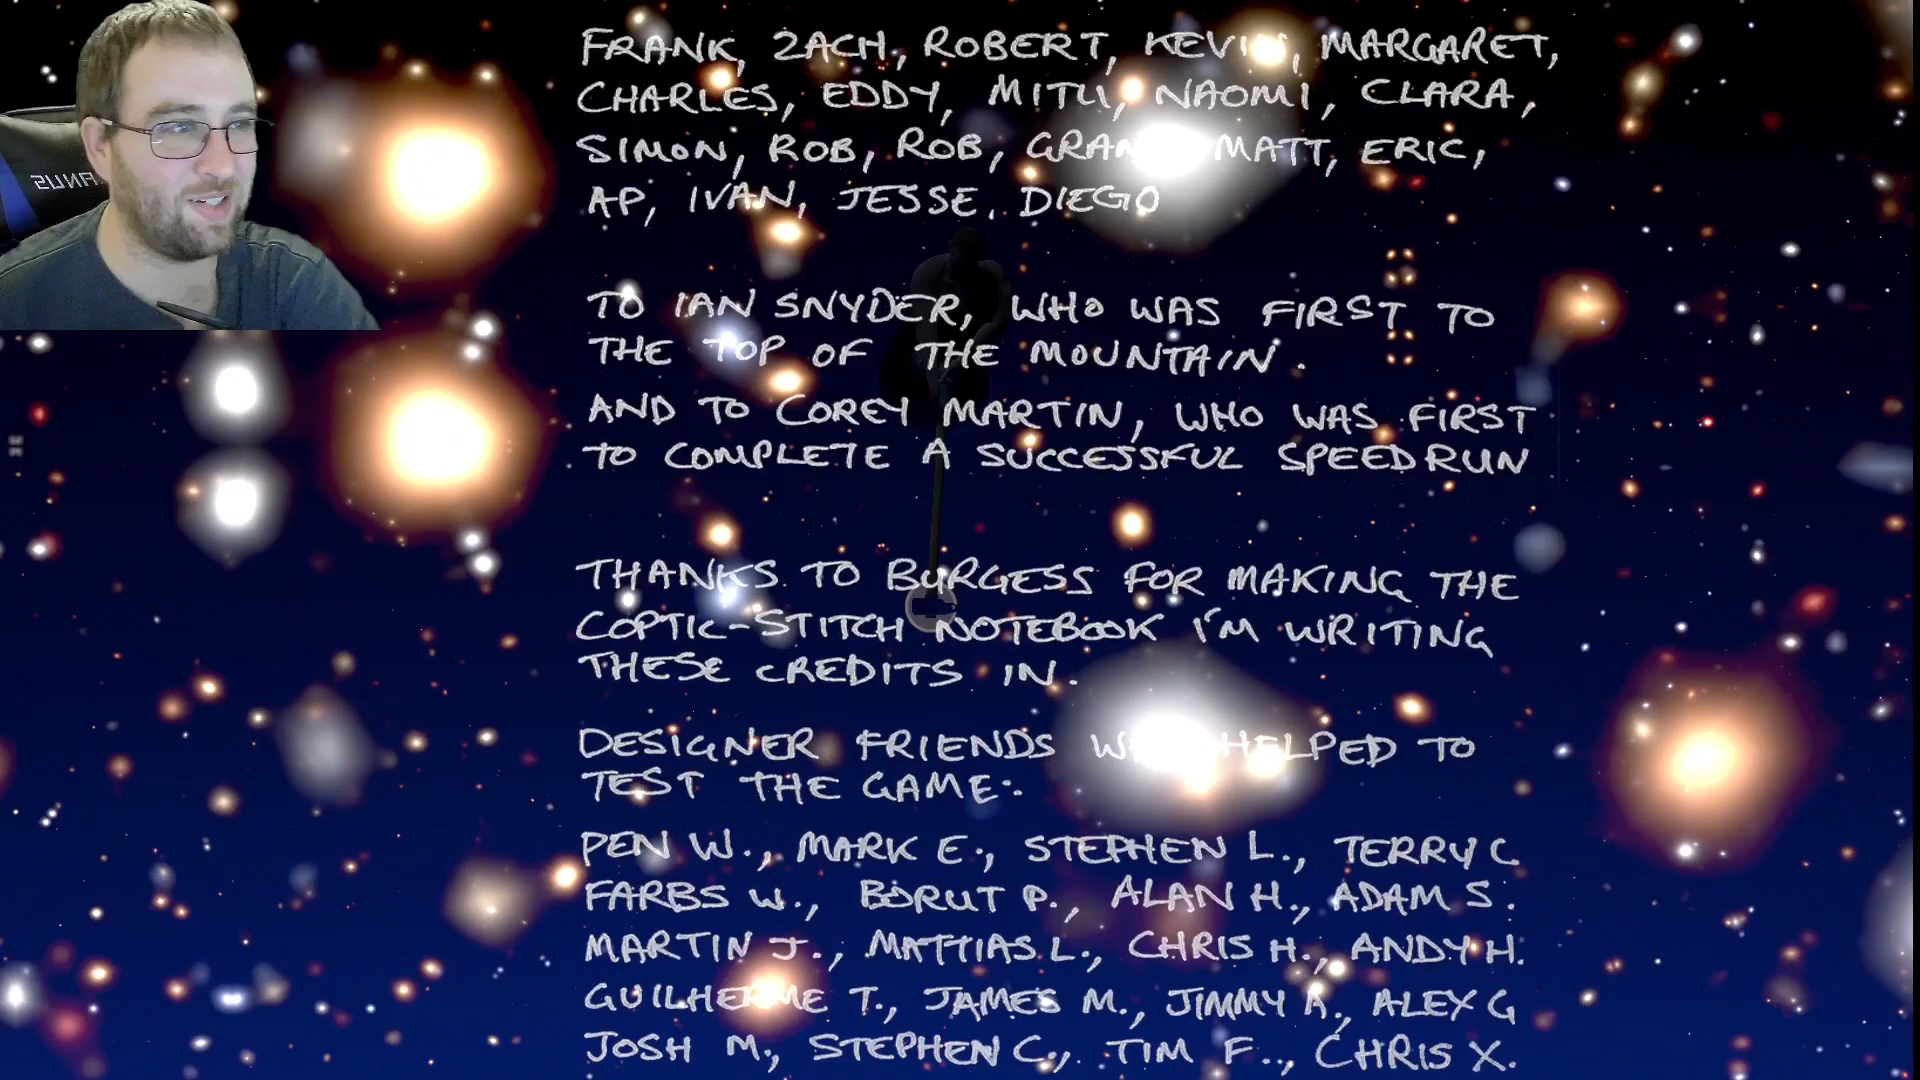 FRANK, ZACH, ROBERT, KEVIN, MARGARET,
CHARLES, EDDY, MITU, NAOMI, CLARA,
SIMON, ROB, ROB, MATT, ERIC,
AP, IVAN, JESSE, DIEGO
TO IAN SNYDER, WHO WAS FIRST TO
THE TOP OF THE MOUNTAIN.
AND TO COREY MARTIN, WHO WAS FIRST
TO COMPLETE A SUCCESSFUL SPEEDRUN
THANKS TO BURGESS FOR MAKING THE
COPTIC-STITCH NOTEBOOK I'M WRITING
THESE CREDITS IN.
DESIGNER FRIENDS WHO HELPED TO
TEST THE GAME:
PEN W., MARK E., STEPHEN L., TERRY C
FARBS W., BORUT P., ALAN H., ADAM S.
MARTIN J., MATTIAS L., CHRIS H., ANDY H.
GUILHERME T., JAMES M., JIMMY A., ALEX G
JOSH M., STEPHEN C., TIM F., CHRIS X.